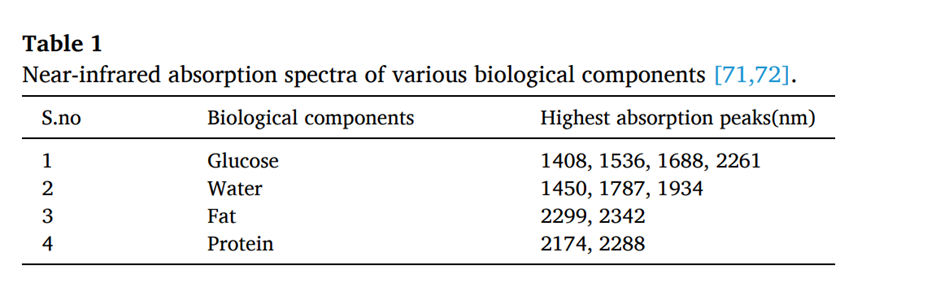 Table 1
Near-infrared absorption spectra of various biological components [71,72].
S.no Biological components Highest absorption peaks(nm)
1 Glucose 1408, 1536, 1688, 2261
2 Water 1450, 1787, 1934
3 Fat 2299, 2342
4 Protein 2174, 2288